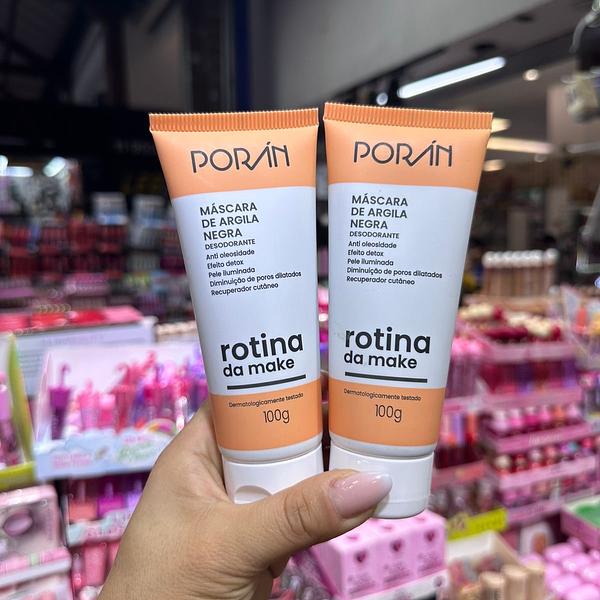 PORÁN
MÁSCARA
DE ARGILA
NEGRA
DESODORANTE
Anti oleosidade
Efeito detox
Pele iluminada
Diminuição de poros dilatados
Recuperador cutâneo
rotina
da make
Dermatologicamente testado
100g
PORÁN
MÁSCARA
DE ARGILA
NEGRA
DESODORANTE
Anti oleosidade
Efeito detox
Pele iluminada
Diminuição de poros dilatados
Recuperador cutâneo
rotina
da make
Dermatologicamente testado
100g